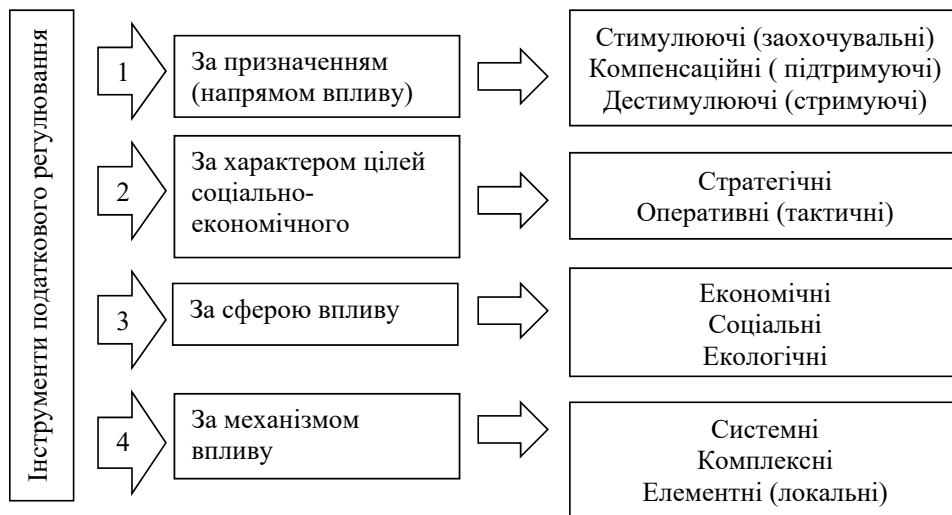 Інструменти податкового регулювання
1
За призначенням
(напрямом впливу)
Стимулюючі (заохочувальні)
Компенсаційні ( підтримуючі)
Дестимулюючі (стримуючі)
2
За характером цілей
соціально-
економічного
Стратегічні
Оперативні (тактичні)
3
За сферою впливу
Економічні
Соціальні
Екологічні
4
За механізмом
впливу
Системні
Комплексні
Елементні (локальні)